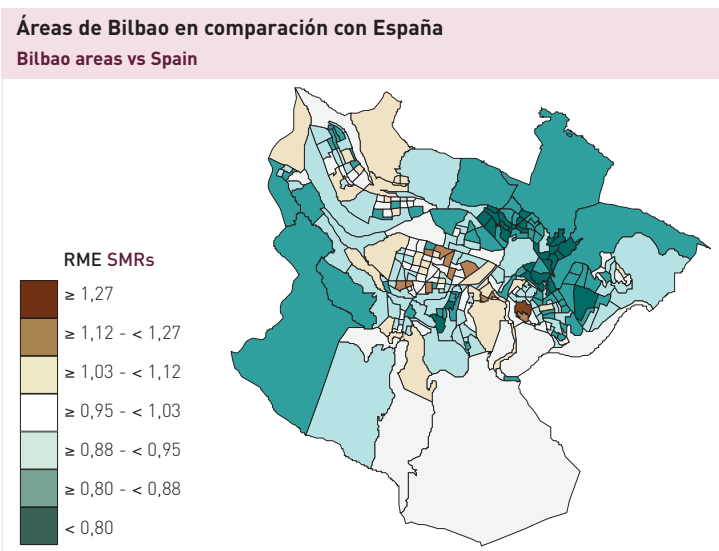 Áreas de Bilbao en comparación con España
Bilbao areas vs Spain
RME SMRs
≥ 1,27
≥ 1,12 - < 1,27
≥ 1,03 - < 1,12
≥ 0,95 - < 1,03
≥ 0,88 - < 0,95
≥ 0,80 - < 0,88
< 0,80